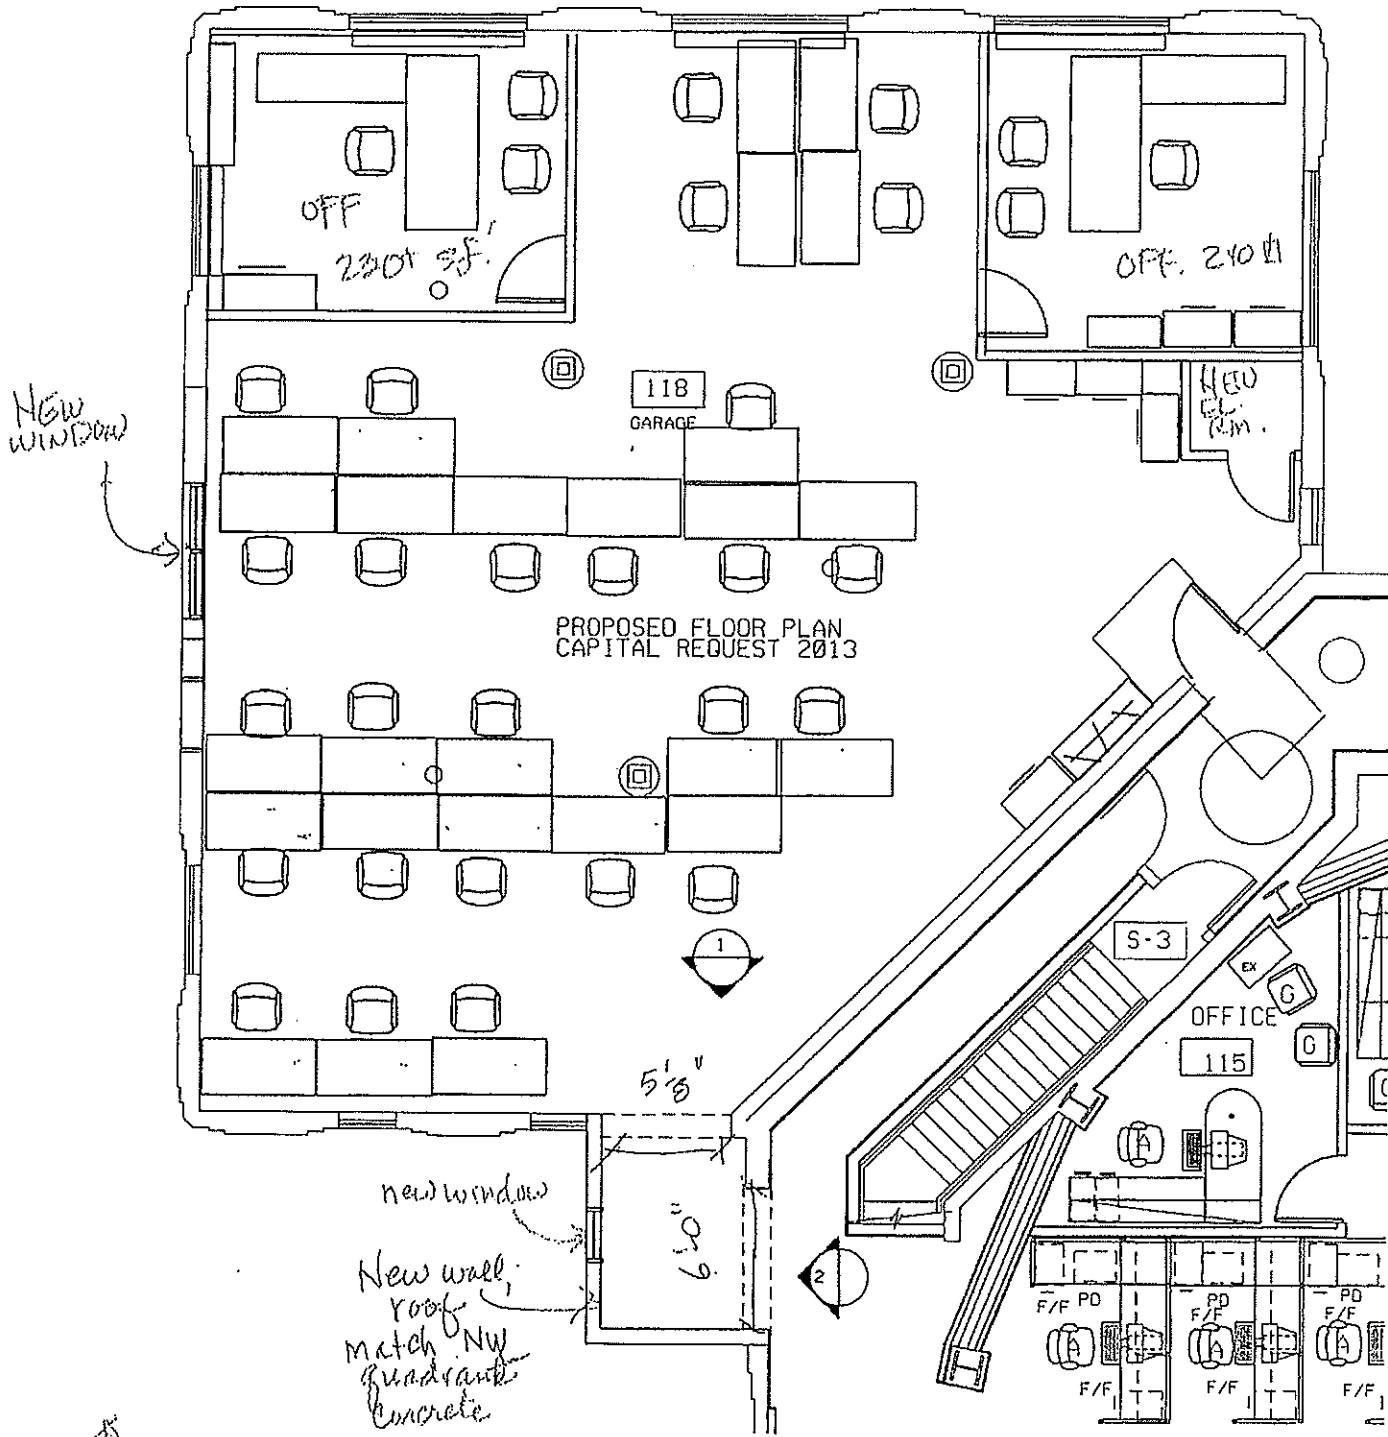 OFF
220+ s.f.
OFF. 240
NEW
WINDOW
118
GARAGE
NEW
EL.
RM.
PROPOSED FLOOR PLAN
CAPITAL REQUEST 2013
1
S-3
EX
G
OFFICE
G
115
5'8"
A
new window
6'0"
2
New wall,
roof
match NW
quadrant
concrete
F/F PD
PD
F/F
PD
F/F
A
A
A
F/F
F/F
F/F